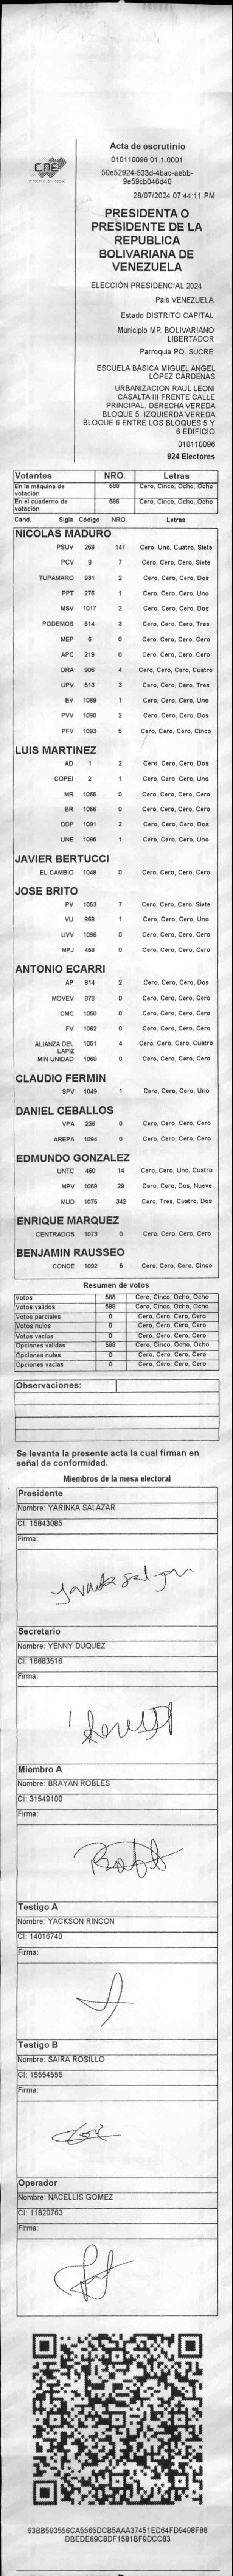 CNE
Acta de escrutinio
010110096.01.1.0001
50e52924-533d-4bac-aebb-
9e59cb046d40
28/07/2024 07:44:11 PM
PRESIDENTA O
PRESIDENTE DE LA
REPUBLICA
BOLIVARIANA DE
VENEZUELA
ELECCIÓN PRESIDENCIAL 2024
País VENEZUELA
Estado DISTRITO CAPITAL
Municipio MP. BOLIVARIANO
LIBERTADOR
Parroquia PQ. SUCRE
ESCUELA BÁSICA MIGUEL ANGEL
LÓPEZ CÁRDENAS
URBANIZACION RAUL LEONI
CASALTA III FRENTE CALLE
PRINCIPAL. DERECHA VEREDA
BLOQUE 5. IZQUIERDA VEREDA
BLOQUE 6 ENTRE LOS BLOQUES 5 Y
6 EDIFICIO
010110096
924 Electores
Votantes NRO. Letras
En la máquina de votación 588 Cero, Cinco, Ocho, Ocho
En el cuaderno de votación 588 Cero, Cinco, Ocho, Ocho
Cand. Sigla Código NRO. Letras
NICOLAS MADURO
PSUV 269 147 Cero, Uno, Cuatro, Siete
PCV 9 7 Cero, Cero, Cero, Siete
TUPAMARO 931 2 Cero, Cero, Cero, Dos
PPT 276 1 Cero, Cero, Cero, Uno
MSV 1017 2 Cero, Cero, Cero, Dos
PODEMOS 514 3 Cero, Cero, Cero, Tres
MEP 6 0 Cero, Cero, Cero, Cero
APC 219 0 Cero, Cero, Cero, Cero
ORA 906 4 Cero, Cero, Cero, Cuatro
UPV 513 3 Cero, Cero, Cero, Tres
EV 1089 1 Cero, Cero, Cero, Uno
PVV 1090 2 Cero, Cero, Cero, Dos
PFV 1093 5 Cero, Cero, Cero, Cinco
LUIS MARTINEZ
AD 1 2 Cero, Cero, Cero, Dos
COPEI 2 1 Cero, Cero, Cero, Uno
MR 1065 0 Cero, Cero, Cero, Cero
BR 1066 0 Cero, Cero, Cero, Cero
DDP 1091 2 Cero, Cero, Cero, Dos
UNE 1095 1 Cero, Cero, Cero, Uno
JAVIER BERTUCCI
EL CAMBIO 1048 0 Cero, Cero, Cero, Cero
JOSE BRITO
PV 1053 7 Cero, Cero, Cero, Siete
VU 869 1 Cero, Cero, Cero, Uno
UVV 1096 0 Cero, Cero, Cero, Cero
MPJ 458 0 Cero, Cero, Cero, Cero
ANTONIO ECARRI
AP 914 2 Cero, Cero, Cero, Dos
MOVEV 878 0 Cero, Cero, Cero, Cero
CMC 1050 0 Cero, Cero, Cero, Cero
FV 1082 0 Cero, Cero, Cero, Cero
ALIANZA DEL LAPIZ 1051 4 Cero, Cero, Cero, Cuatro
MIN UNIDAD 1068 0 Cero, Cero, Cero, Cero
CLAUDIO FERMIN
SPV 1049 1 Cero, Cero, Cero, Uno
DANIEL CEBALLOS
VPA 236 0 Cero, Cero, Cero, Cero
AREPA 1094 0 Cero, Cero, Cero, Cero
EDMUNDO GONZALEZ
UNTC 460 14 Cero, Cero, Uno, Cuatro
MPV 1069 29 Cero, Cero, Dos, Nueve
MUD 1075 342 Cero, Tres, Cuatro, Dos
ENRIQUE MARQUEZ
CENTRADOS 1073 0 Cero, Cero, Cero, Cero
BENJAMIN RAUSSEO
CONDE 1092 5 Cero, Cero, Cero, Cinco
Resumen de votos
Votos 588 Cero, Cinco, Ocho, Ocho
Votos validos 588 Cero, Cinco, Ocho, Ocho
Votos parciales 0 Cero, Cero, Cero, Cero
Votos nulos 0 Cero, Cero, Cero, Cero
Votos vacios 0 Cero, Cero, Cero, Cero
Opciones validas 588 Cero, Cinco, Ocho, Ocho
Opciones nulas 0 Cero, Cero, Cero, Cero
Opciones vacias 0 Cero, Cero, Cero, Cero
Observaciones:
Se levanta la presente acta la cual firman en
señal de conformidad.
Miembros de la mesa electoral
Presidente
Nombre: YARINKA SALAZAR
CI: 15843085
Firma:
Secretario
Nombre: YENNY DUQUEZ
CI: 16683516
Firma:
Miembro A
Nombre: BRAYAN ROBLES
CI: 31549100
Firma:
Testigo A
Nombre: YACKSON RINCON
CI: 14016740
Firma:
Testigo B
Nombre: SAIRA ROSILLO
CI: 15554555
Firma:
Operador
Nombre: NACELLIS GOMEZ
CI: 11820763
Firma:
63BB593556CA5565DCB5AAA37451ED64FD9498F88
DBEDE69C8DF1581BF9DCC83